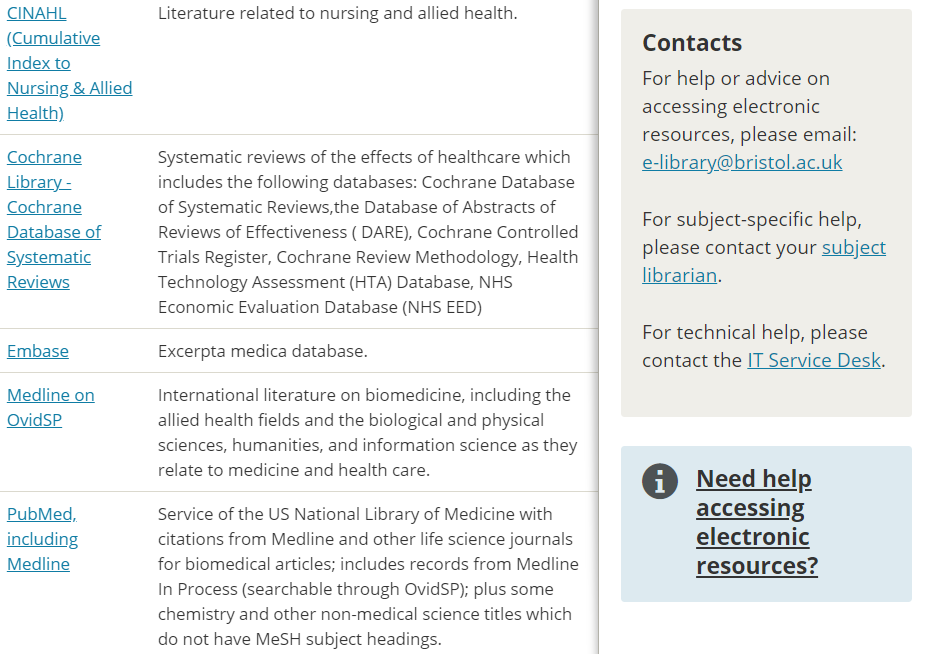 CINAHL
(Cumulative
Index to
Nursing & Allied
Health)
Literature related to nursing and allied health.
Cochrane
Library -
Cochrane
Database of
Systematic
Reviews
Systematic reviews of the effects of healthcare which
includes the following databases: Cochrane Database
of Systematic Reviews,the Database of Abstracts of
Reviews of Effectiveness ( DARE), Cochrane Controlled
Trials Register, Cochrane Review Methodology, Health
Technology Assessment (HTA) Database, NHS
Economic Evaluation Database (NHS EED)
Embase
Excerpta medica database.
Medline on
OvidSP
International literature on biomedicine, including the
allied health fields and the biological and physical
sciences, humanities, and information science as they
relate to medicine and health care.
PubMed,
including
Medline
Service of the US National Library of Medicine with
citations from Medline and other life science journals
for biomedical articles; includes records from Medline
In Process (searchable through OvidSP); plus some
chemistry and other non-medical science titles which
do not have MeSH subject headings.
Contacts
For help or advice on
accessing electronic
resources, please email:
e-library@bristol.ac.uk
For subject-specific help,
please contact your subject
librarian.
For technical help, please
contact the IT Service Desk.
Need help
accessing
electronic
resources?